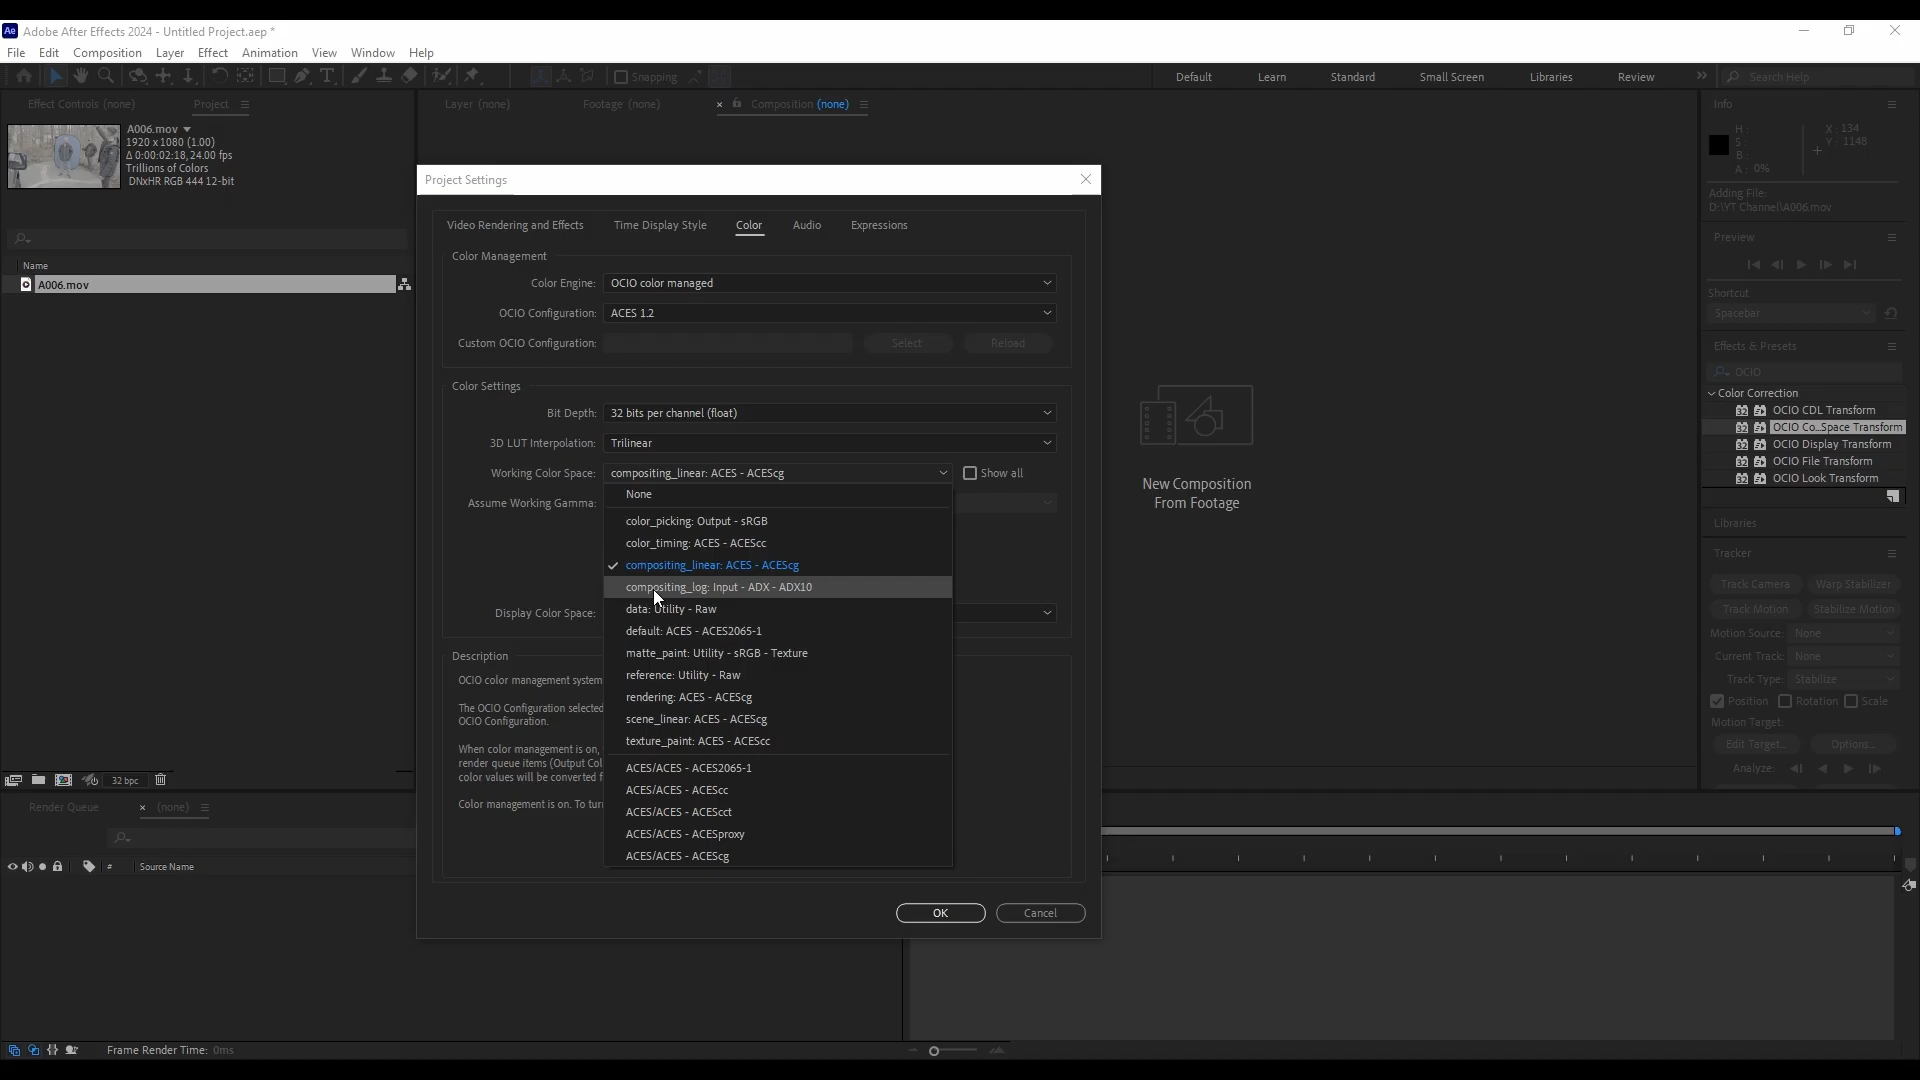 Ae Adobe After Effects 2024 - Untitled Project.aep *
File Edit Composition Layer Effect Animation View Window Help
Snapping
Default Learn Standard Small Screen Libraries Review Search Help
Effect Controls (none) Project
A006.mov
1920 x 1080 (1.00)
Δ 0:00:02:18, 24.00 fps
Trillions of Colors
DNxHR RGB 444 12-bit
Name
A006.mov
32 bpc
Layer (none) Footage (none) × Composition (none)
New Composition
From Footage
Project Settings
Video Rendering and Effects Time Display Style Color Audio Expressions
Color Management
Color Engine: OCIO color managed
OCIO Configuration: ACES 1.2
Custom OCIO Configuration: Select Reload
Color Settings
Bit Depth: 32 bits per channel (float)
3D LUT Interpolation: Trilinear
Working Color Space: compositing_linear: ACES - ACEScg Show all
Assume Working Gamma:
None
color_picking: Output - sRGB
color_timing: ACES - ACEScc
compositing_linear: ACES - ACEScg
compositing_log: Input - ADX - ADX10
data: Utility - Raw
default: ACES - ACES2065-1
matte_paint: Utility - sRGB - Texture
reference: Utility - Raw
rendering: ACES - ACEScg
scene_linear: ACES - ACEScg
texture_paint: ACES - ACEScc
ACES/ACES - ACES2065-1
ACES/ACES - ACEScc
ACES/ACES - ACEScct
ACES/ACES - ACESproxy
ACES/ACES - ACEScg
Display Color Space:
Description
OCIO color management system
The OCIO Configuration selected
OCIO Configuration.
When color management is on,
render queue items (Output Col
color values will be converted f
Color management is on. To tur
OK Cancel
Info
H:
S:
B:
A: 0%
X: 134
Y: 1148
Adding File:
D:\YT Channel\A006.mov
Preview
Shortcut
Spacebar
Effects & Presets
OCIO
Color Correction
32 OCIO CDL Transform
32 OCIO Co...Space Transform
32 OCIO Display Transform
32 OCIO File Transform
32 OCIO Look Transform
Libraries
Tracker
Track Camera Warp Stabilizer
Track Motion Stabilize Motion
Motion Source: None
Current Track: None
Track Type: Stabilize
Position Rotation Scale
Motion Target:
Edit Target... Options...
Analyze:
Render Queue × (none)
# Source Name
Frame Render Time: 0ms